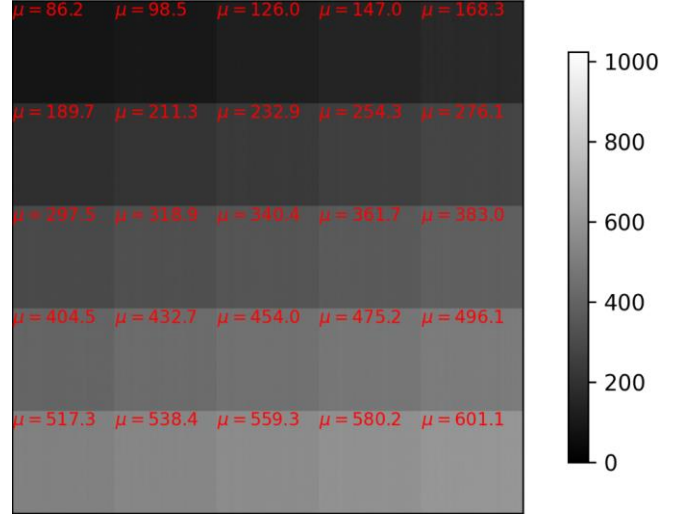 μ = 86.2 μ = 98.5 μ = 126.0 μ = 147.0 μ = 168.3
μ = 189.7 μ = 211.3 μ = 232.9 μ = 254.3 μ = 276.1
μ = 297.5 μ = 318.9 μ = 340.4 μ = 361.7 μ = 383.0
μ = 404.5 μ = 432.7 μ = 454.0 μ = 475.2 μ = 496.1
μ = 517.3 μ = 538.4 μ = 559.3 μ = 580.2 μ = 601.1
1000
800
600
400
200
0